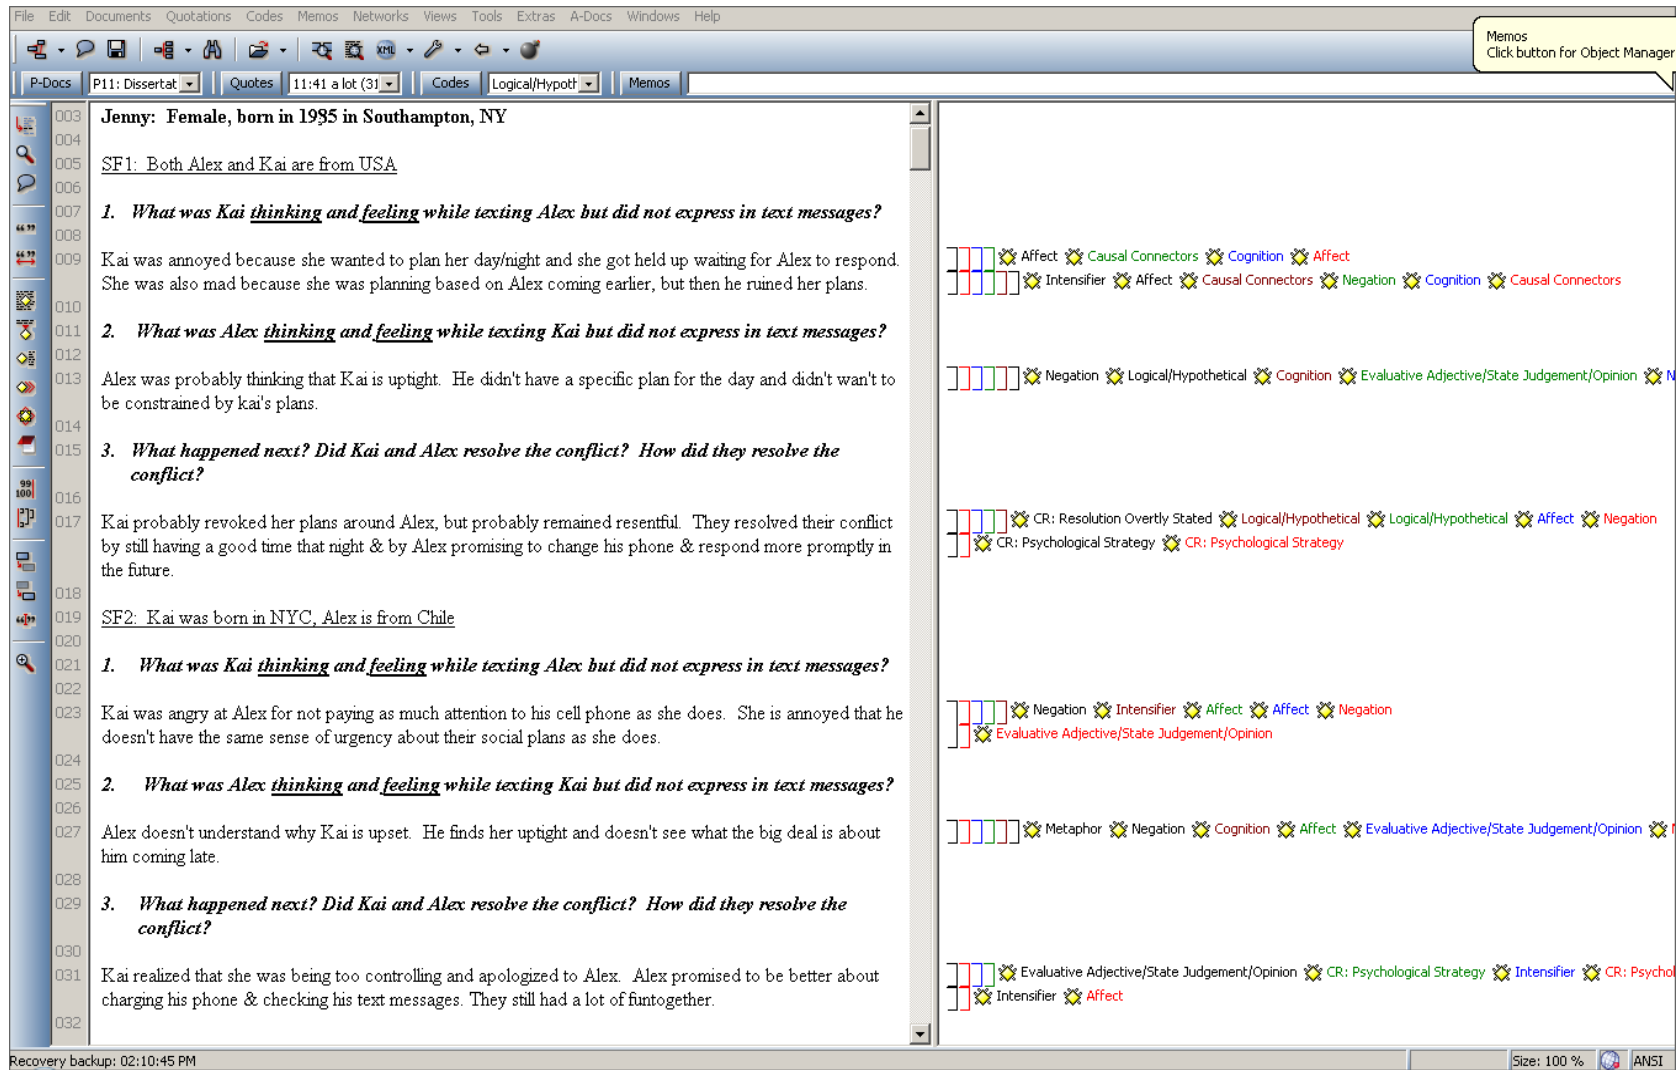 File Edit Documents Quotations Codes Memos Networks Views Tools Extras A-Docs Windows Help
Memos
Click button for Object Manager
XML
P-Docs P11: Dissertat Quotes 11:41 a lot (31 Codes Logical/Hypoth Memos
003 Jenny: Female, born in 1985 in Southampton, NY
004
005 SF1: Both Alex and Kai are from USA
006
007 1. What was Kai thinking and feeling while texting Alex but did not express in text messages?
008
009 Kai was annoyed because she wanted to plan her day/night and she got held up waiting for Alex to respond. Affect Causal Connectors Cognition Affect
She was also mad because she was planning based on Alex coming earlier, but then he ruined her plans. Intensifier Affect Causal Connectors Negation Cognition Causal Connectors
010
011 2. What was Alex thinking and feeling while texting Kai but did not express in text messages?
012
013 Alex was probably thinking that Kai is uptight. He didn't have a specific plan for the day and didn't wan't to Negation Logical/Hypothetical Cognition Evaluative Adjective/State Judgement/Opinion N
be constrained by kai's plans.
014
015 3. What happened next? Did Kai and Alex resolve the conflict? How did they resolve the
conflict?
016
017 Kai probably revoked her plans around Alex, but probably remained resentful. They resolved their conflict CR: Resolution Overtly Stated Logical/Hypothetical Logical/Hypothetical Affect Negation
by still having a good time that night & by Alex promising to change his phone & respond more promptly in CR: Psychological Strategy CR: Psychological Strategy
the future.
018
019 SF2: Kai was born in NYC, Alex is from Chile
020
021 1. What was Kai thinking and feeling while texting Alex but did not express in text messages?
022
023 Kai was angry at Alex for not paying as much attention to his cell phone as she does. She is annoyed that he Negation Intensifier Affect Affect Negation
doesn't have the same sense of urgency about their social plans as she does. Evaluative Adjective/State Judgement/Opinion
024
025 2. What was Alex thinking and feeling while texting Kai but did not express in text messages?
026
027 Alex doesn't understand why Kai is upset. He finds her uptight and doesn't see what the big deal is about Metaphor Negation Cognition Affect Evaluative Adjective/State Judgement/Opinion
him coming late.
028
029 3. What happened next? Did Kai and Alex resolve the conflict? How did they resolve the
conflict?
030
031 Kai realized that she was being too controlling and apologized to Alex. Alex promised to be better about Evaluative Adjective/State Judgement/Opinion CR: Psychological Strategy Intensifier CR: Psychol
charging his phone & checking his text messages. They still had a lot of funtogether. Intensifier Affect
032
Recovery backup: 02:10:45 PM Size: 100 % ANSI